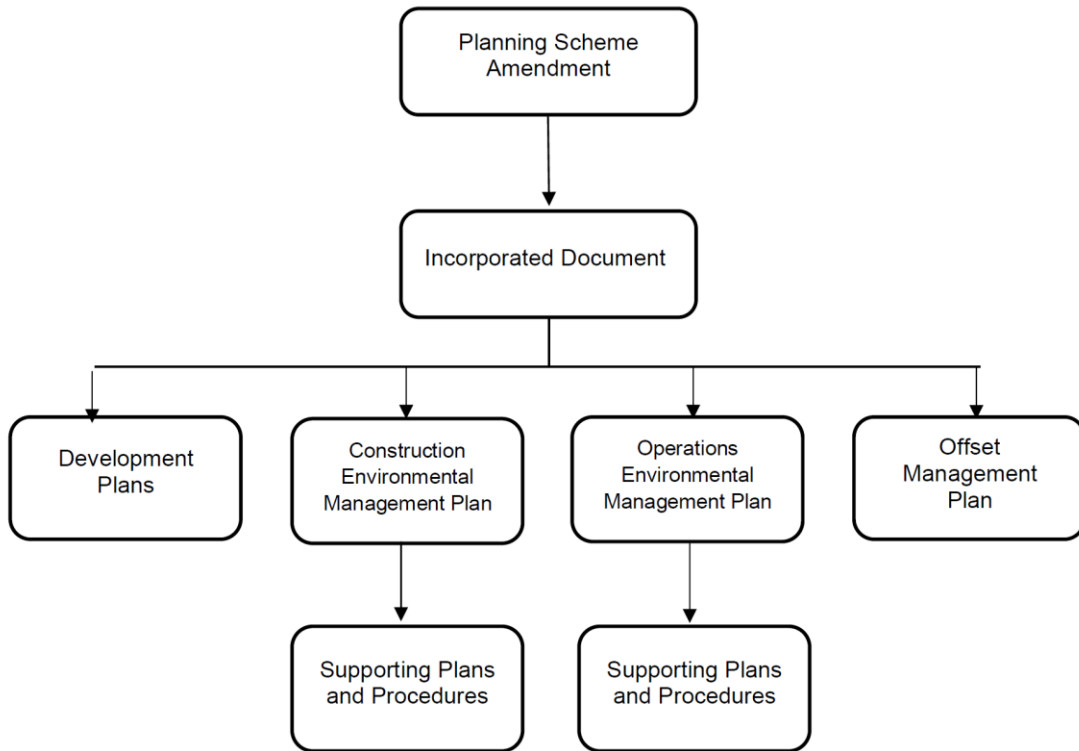 Planning Scheme
Amendment
Incorporated Document
Development
Plans
Construction
Environmental
Management Plan
Operations
Environmental
Management Plan
Offset
Management
Plan
Supporting Plans
and Procedures
Supporting Plans
and Procedures